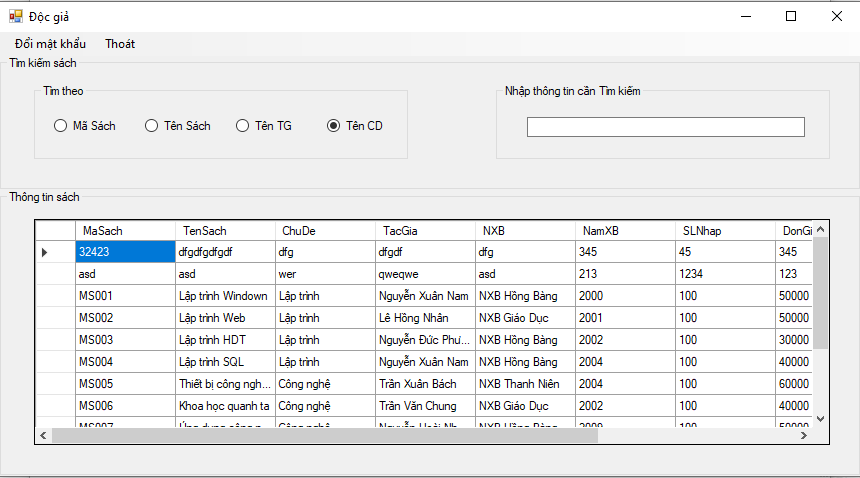 Độc giả
Đổi mật khẩu Thoát
Tìm kiếm sách
Tìm theo
Nhập thông tin cần Tìm kiếm
Mã Sách Tên Sách Tên TG Tên CD
Thông tin sách
MaSach TenSach ChuDe TacGia NXB NamXB SLNhap DonGi
32423 dfgdfgdfgdf dfg dfgdf dfg 345 45 345
asd asd wer qweqwe asd 213 1234 123
MS001 Lập trình Windown Lập trình Nguyễn Xuân Nam NXB Hồng Bàng 2000 100 50000
MS002 Lập trình Web Lập trình Lê Hồng Nhân NXB Giáo Dục 2001 100 50000
MS003 Lập trình HDT Lập trình Nguyễn Đức Phư... NXB Hồng Bàng 2002 100 30000
MS004 Lập trình SQL Lập trình Nguyễn Xuân Nam NXB Hồng Bàng 2004 100 40000
MS005 Thiết bị công ngh... Công nghệ Trần Xuân Bách NXB Thanh Niên 2004 100 60000
MS006 Khoa học quanh ta Công nghệ Trần Văn Chung NXB Giáo Dục 2002 100 40000
MS007 Công nghệ NXB Hồng Bàng 2009 100 50000